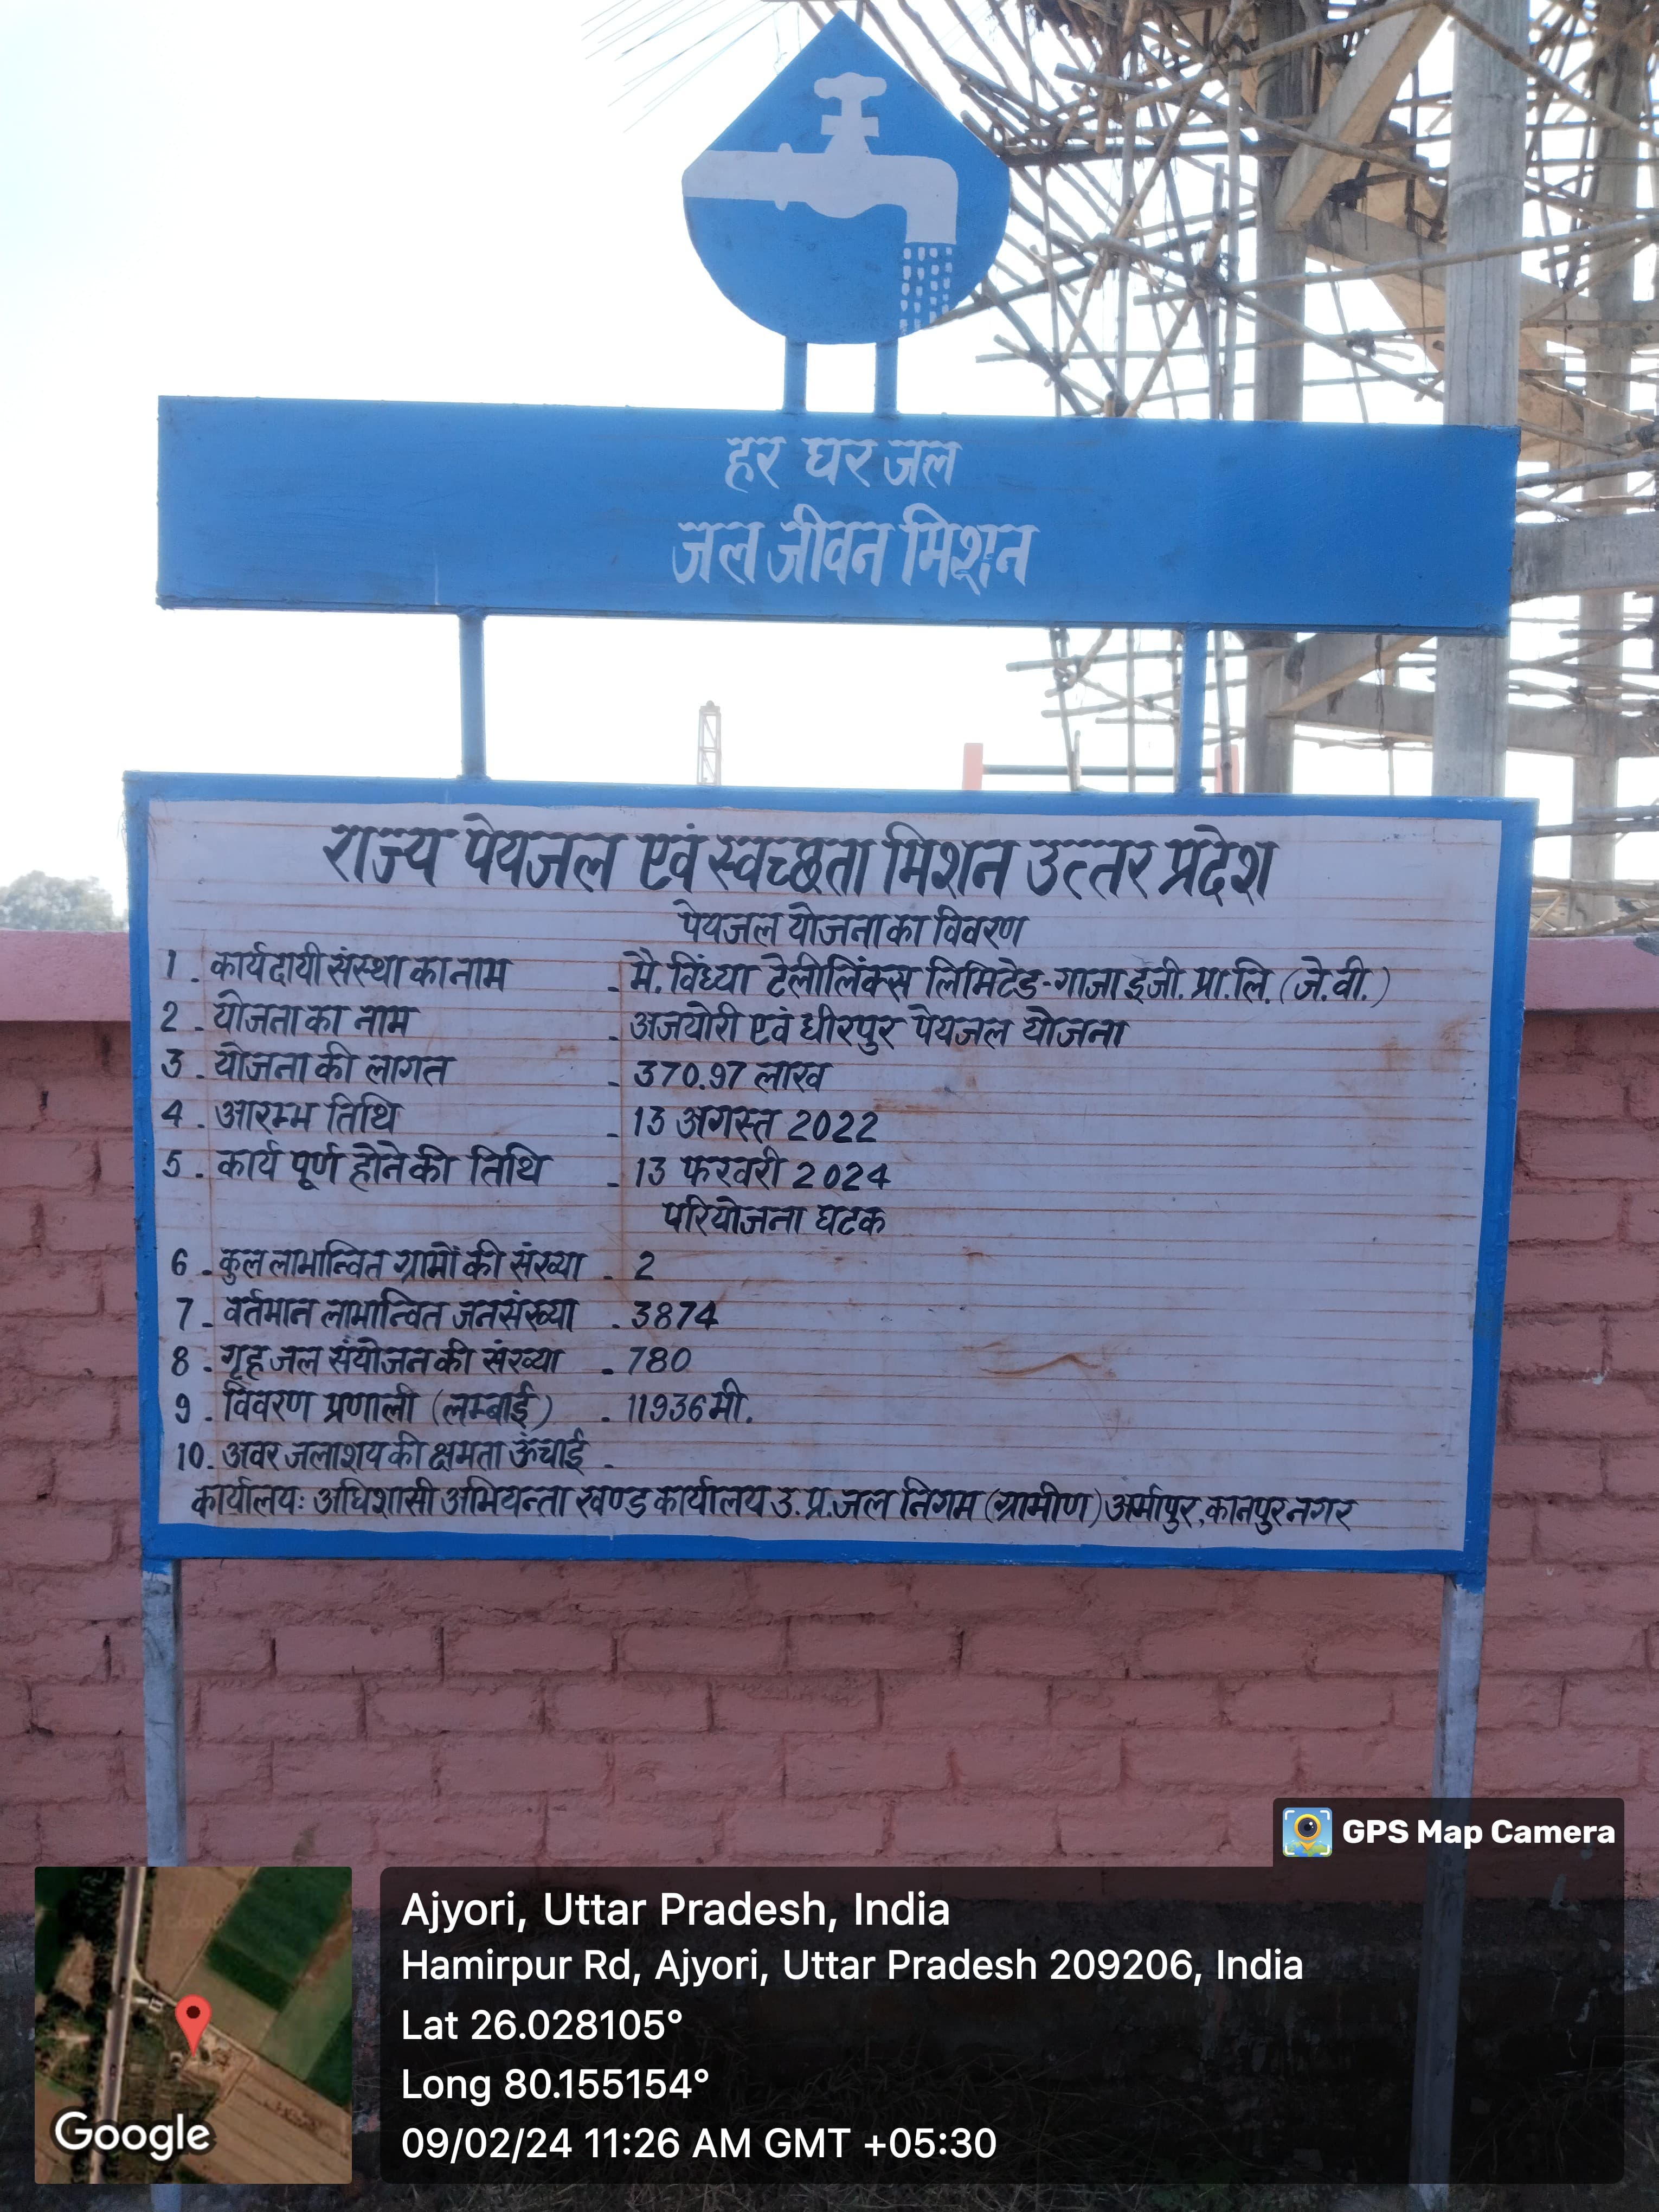 हर घर जल
जल जीवन मिशन
राज्य पेयजल एवं स्वच्छता मिशन उत्तर प्रदेश
पेयजल योजना का विवरण
1. कार्यदायी संस्था का नाम - मै. विंध्या टेलीलिंक्स लिमिटेड-गाजा इंजी. प्रा.लि. (जे.वी.)
2 - योजना का नाम - अजयोरी एवं धीरपुर पेयजल योजना
3 - योजना की लागत - 370.97 लाख
4 - आरम्भ तिथि - 13 अगस्त 2022
5 - कार्य पूर्ण होने की तिथि - 13 फरवरी 2024
परियोजना घटक
6 - कुल लाभान्वित ग्रामों की संख्या - 2
7 - वर्तमान लाभान्वित जनसंख्या - 3874
8 - गृह जल संयोजन की संख्या - 780
9 - विवरण प्रणाली (लम्बाई) - 11936 मी.
10. अवर जलाशय की क्षमता ऊंचाई -
कार्यालयः अधिशासी अभियन्ता खण्ड कार्यालय उ.प्र. जल निगम (ग्रामीण) अर्मापुर, कानपुर नगर
GPS Map Camera
Ajyori, Uttar Pradesh, India
Hamirpur Rd, Ajyori, Uttar Pradesh 209206, India
Lat 26.028105°
Long 80.155154°
09/02/24 11:26 AM GMT +05:30
Google